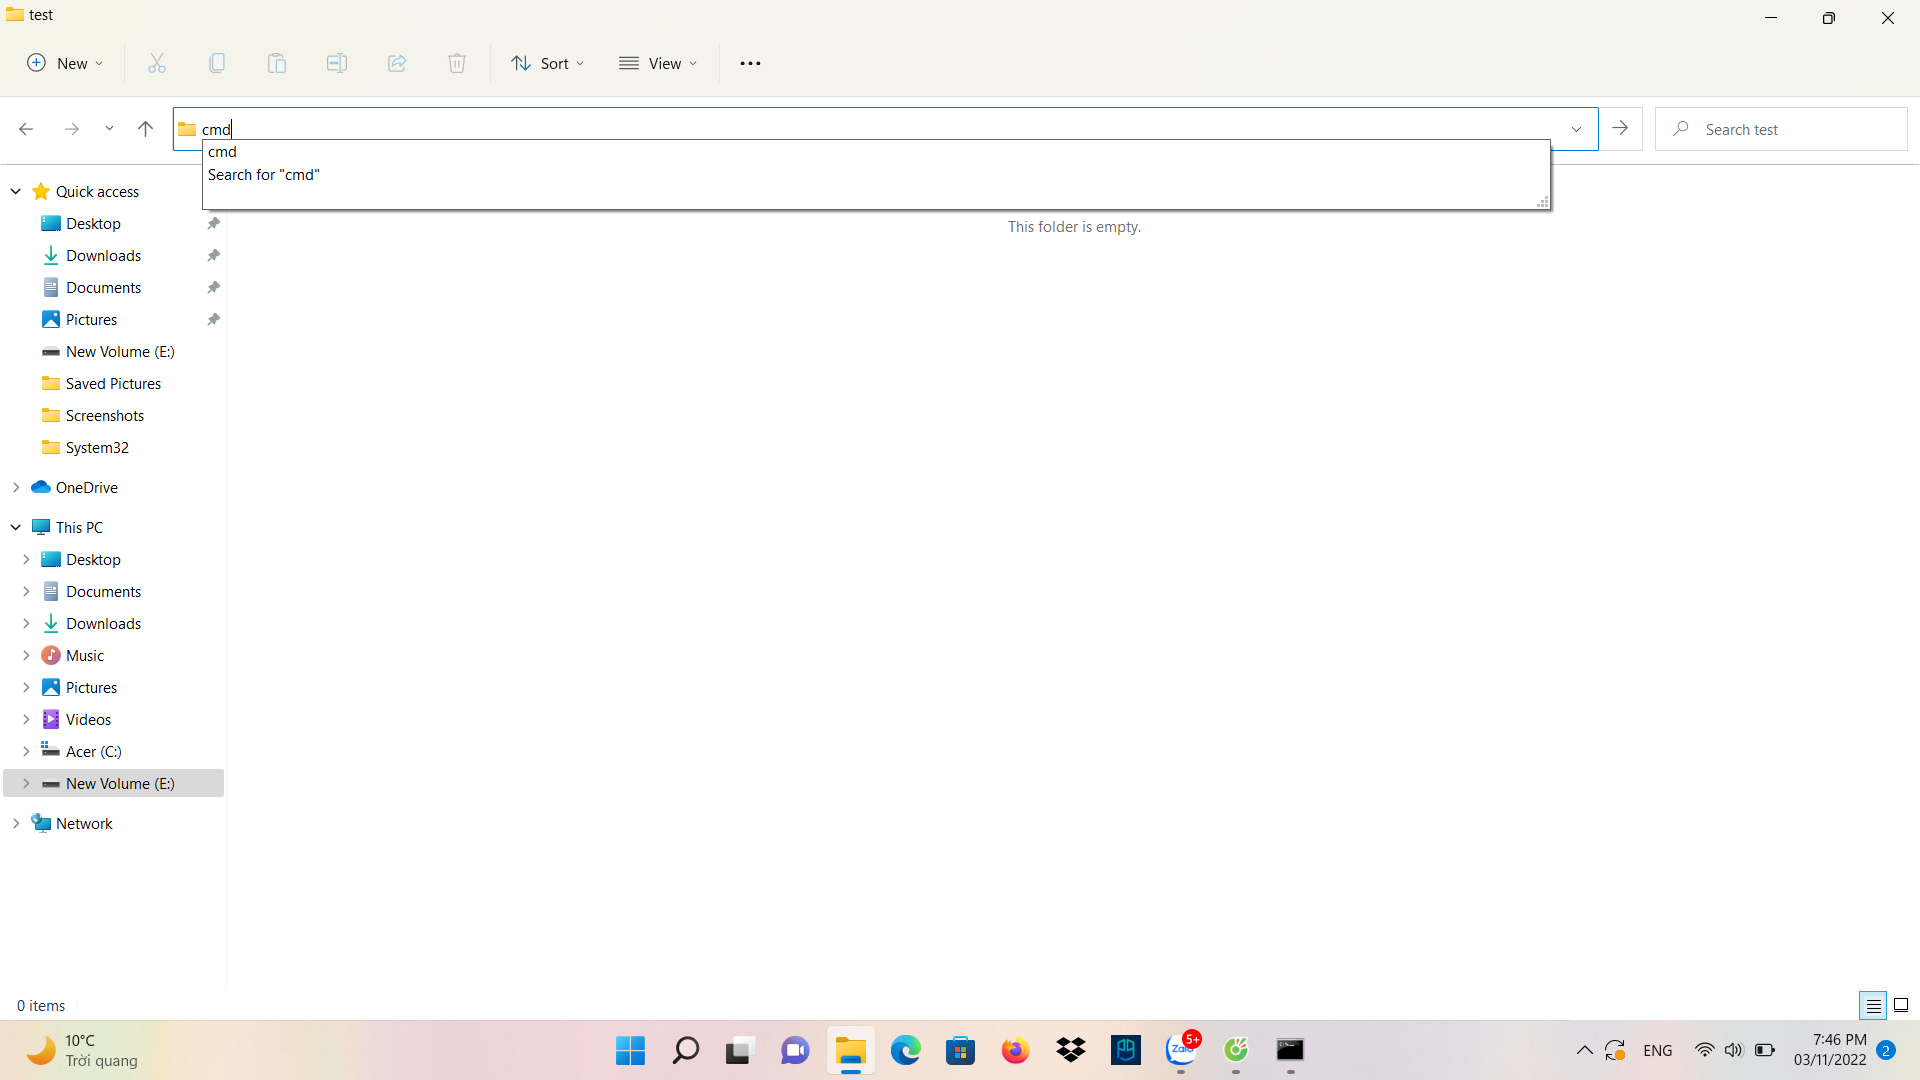 test
New
Sort
View
cmd
Search test
cmd
Search for "cmd"
This folder is empty.
Quick access
Desktop
Downloads
Documents
Pictures
New Volume (E:)
Saved Pictures
Screenshots
System32
OneDrive
This PC
Desktop
Documents
Downloads
Music
Pictures
Videos
Acer (C:)
New Volume (E:)
Network
0 items
10°C
Trời quang
Zalo
5+
ENG
7:46 PM
03/11/2022
2